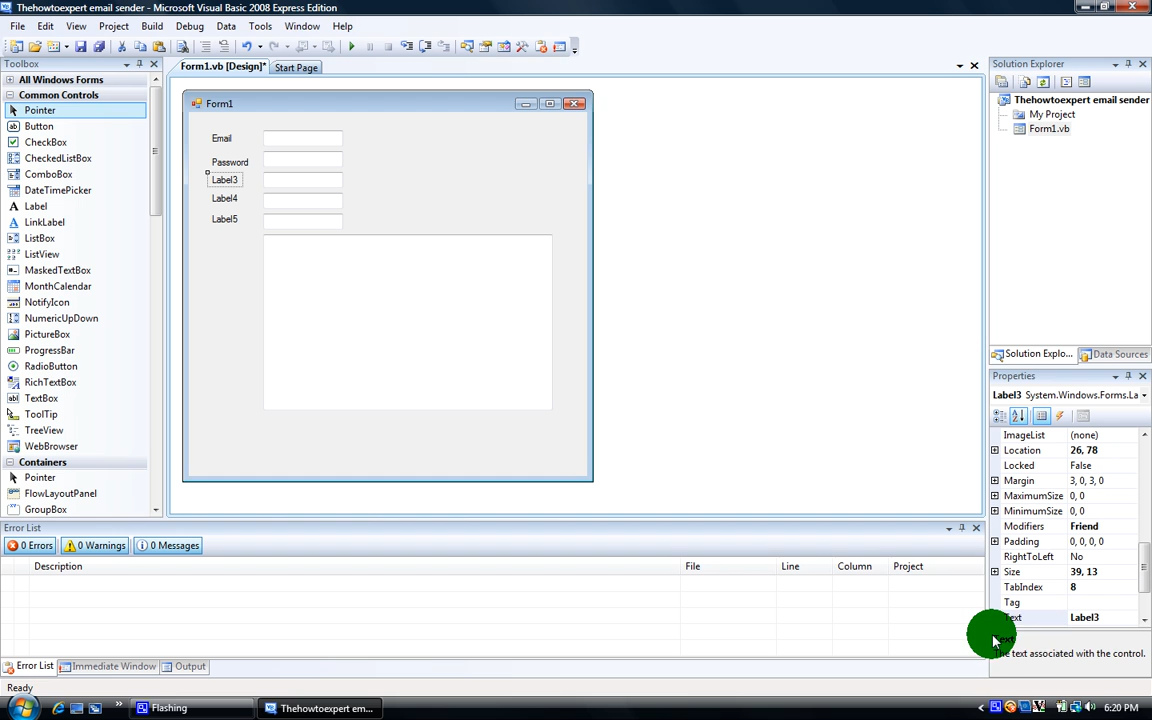 Thehowtoexpert email sender - Microsoft Visual Basic 2008 Express Edition
File Edit View Project Build Debug Data Tools Window Help
Toolbox
All Windows Forms
Common Controls
Pointer
Button
CheckBox
CheckedListBox
ComboBox
DateTimePicker
A Label
A LinkLabel
ListBox
ListView
MaskedTextBox
MonthCalendar
NotifyIcon
NumericUpDown
PictureBox
ProgressBar
RadioButton
RichTextBox
TextBox
ToolTip
TreeView
WebBrowser
Containers
Pointer
FlowLayoutPanel
GroupBox
Form1.vb [Design]* Start Page
Form1
Email
Password
Label3
Label4
Label5
Solution Explorer
Thehowtoexpert email sender
My Project
Form1.vb
Solution Explo... Data Sources
Properties
Label3 System.Windows.Forms.La
ImageList (none)
Location 26, 78
Locked False
Margin 3, 0, 3, 0
MaximumSize 0, 0
MinimumSize 0, 0
Modifiers Friend
Padding 0, 0, 0, 0
RightToLeft No
Size 39, 13
TabIndex 8
Tag
Text Label3
The text associated with the control.
Error List
0 Errors 0 Warnings 0 Messages
Description File Line Column Project
Error List Immediate Window Output
Ready
Flashing Thehowtoexpert em... 6:20 PM